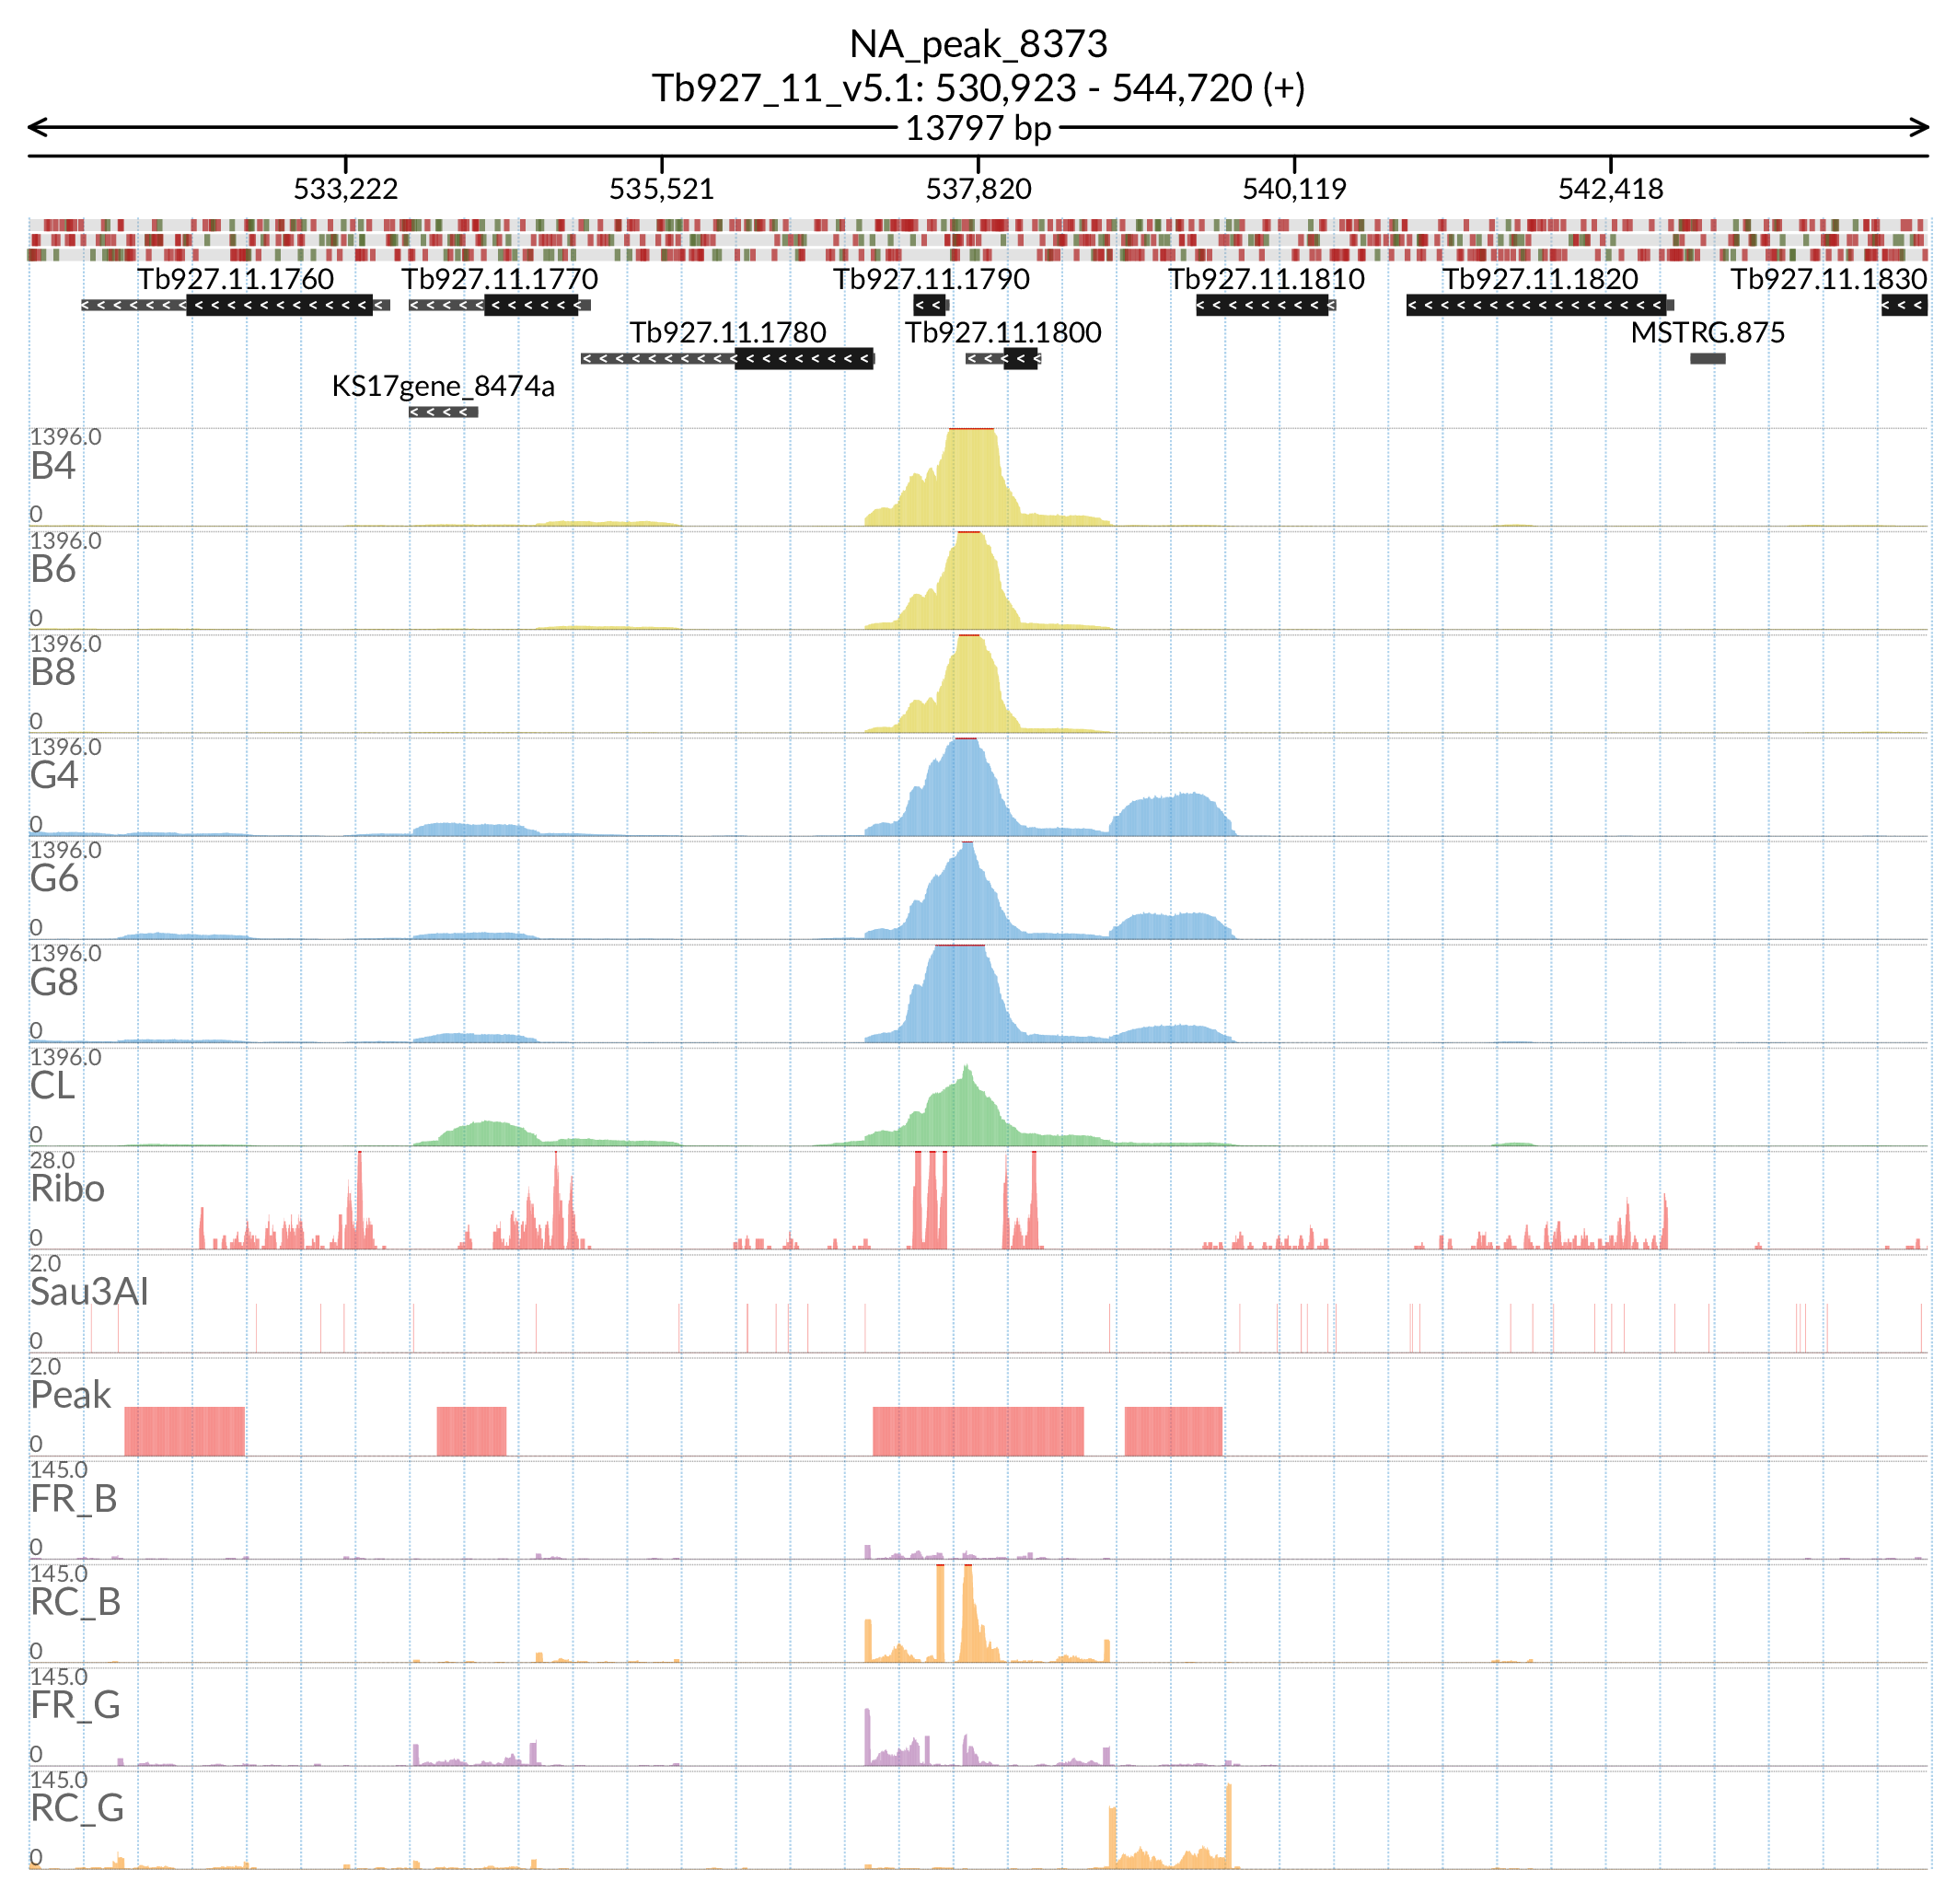 NA_peak_8373
Tb927_11_v5.1: 530,923 - 544,720 (+)
13797 bp
533,222 535,521 537,820 540,119 542,418
Tb927.11.1760 Tb927.11.1770 Tb927.11.1790 Tb927.11.1810 Tb927.11.1820 Tb927.11.1830
Tb927.11.1780 Tb927.11.1800 MSTRG.875
KS17gene_8474a
1396.0
B4
0
1396.0
B6
0
1396.0
B8
0
1396.0
G4
0
1396.0
G6
0
1396.0
G8
0
1396.0
CL
0
28.0
Ribo
0
2.0
Sau3AI
0
2.0
Peak
0
145.0
FR_B
0
145.0
RC_B
0
145.0
FR_G
0
145.0
RC_G
0